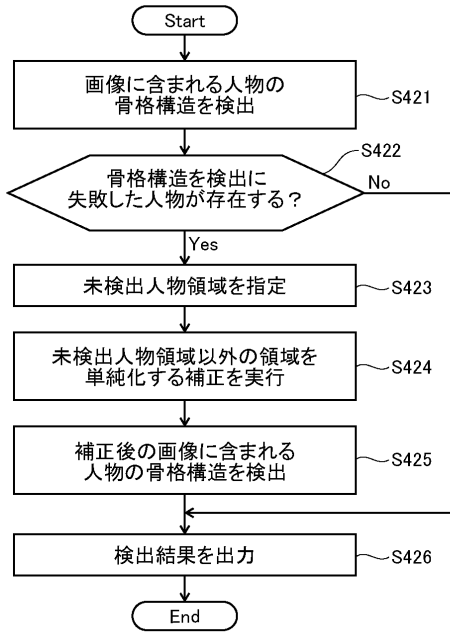 Start
画像に含まれる人物の
骨格構造を検出
S421
S422
骨格構造を検出に
失敗した人物が存在する?
No
Yes
未検出人物領域を指定
S423
未検出人物領域以外の領域を
単純化する補正を実行
S424
補正後の画像に含まれる
人物の骨格構造を検出
S425
検出結果を出力
S426
End